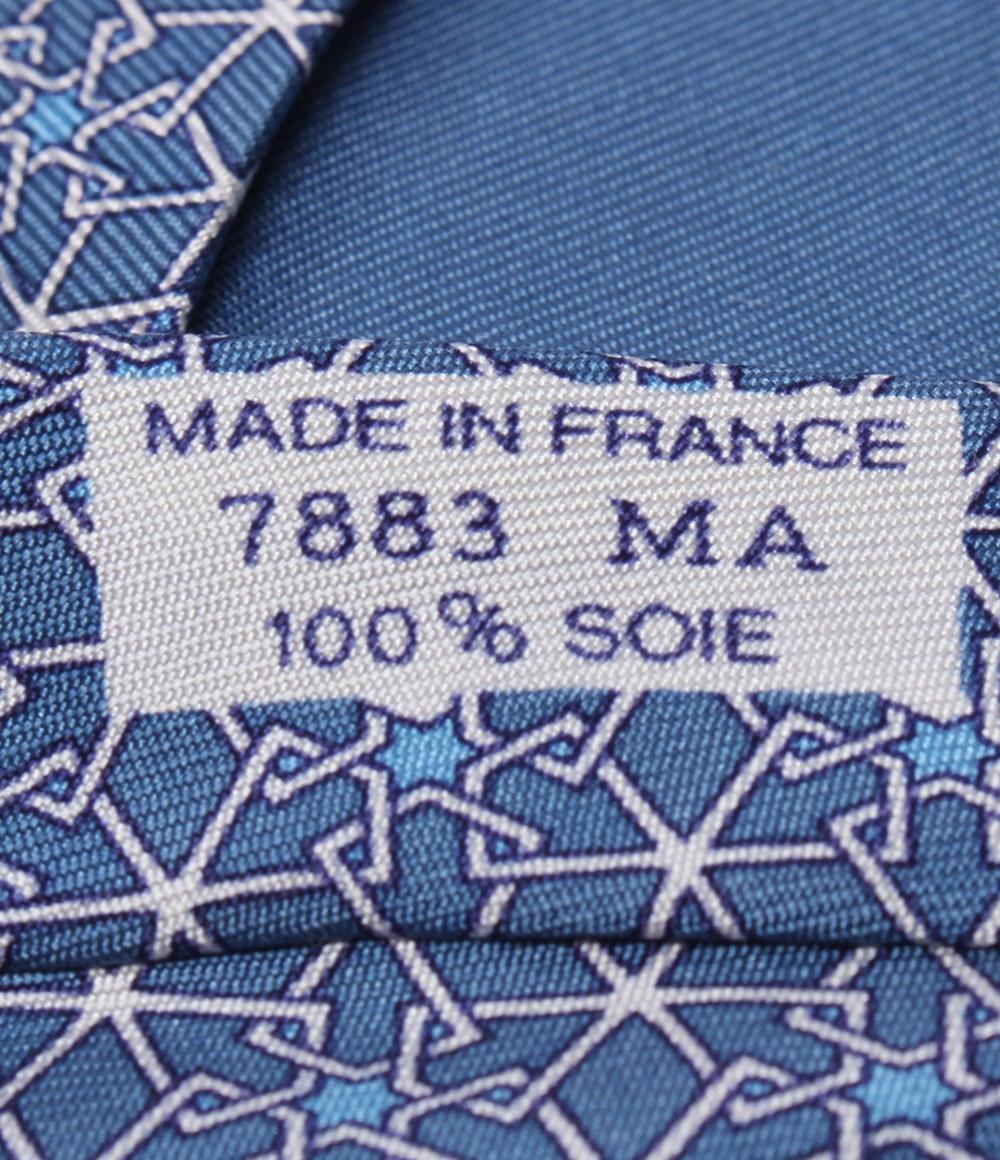 MADE IN FRANCE
7883 MA
100% SOIE